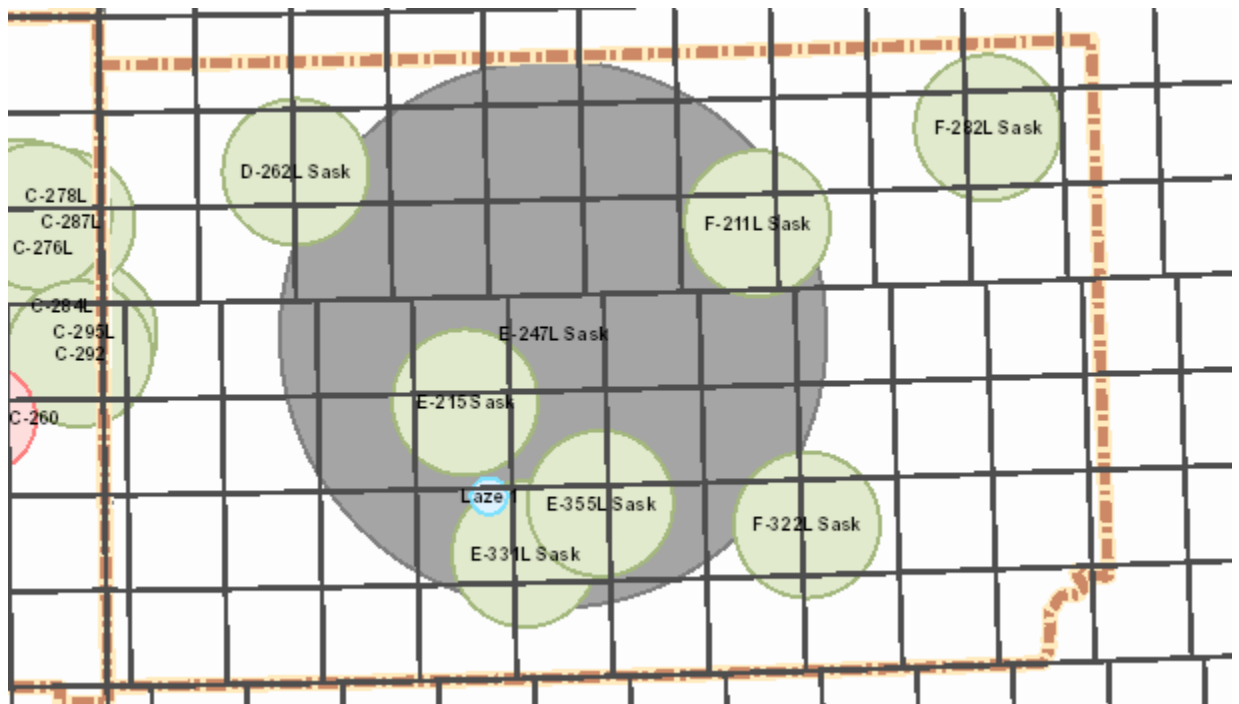 F-282L Sask
D-262L Sask
C-278L
C-287L
F-211L Sask
C-276L
C-284L
C-295L
E-247L Sask
C-292
E-215 Sask
C-260
Laze 1
E-355L Sask
F-322L Sask
E-331L Sask